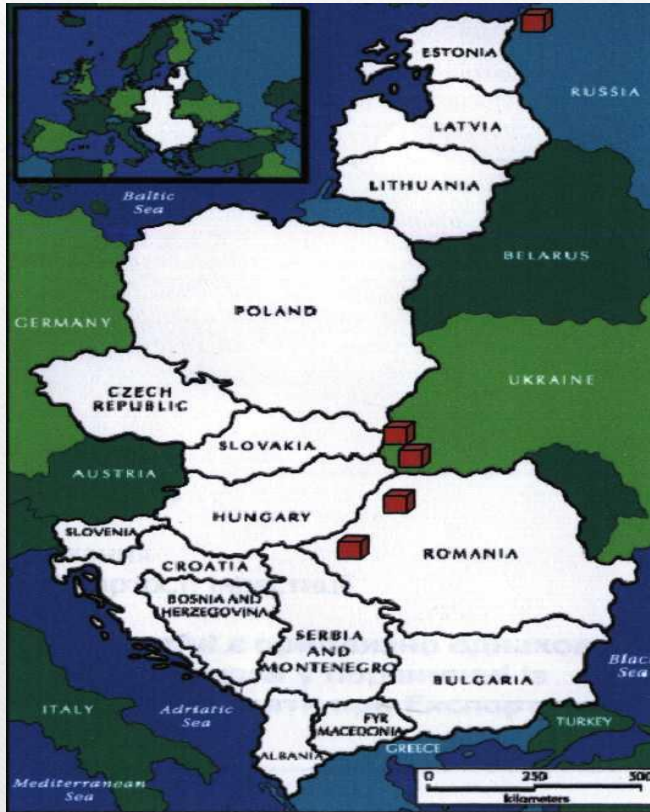 ESTONIA
RUSSIA
LATVIA
LITHUANIA
Baltic
Sea
BELARUS
POLAND
GERMANY
UKRAINE
CZECH
REPUBLIC
SLOVAKIA
AUSTRIA
HUNGARY
SLOVENIA
ROMANIA
CROATIA
BOSNIA AND
HERZEGOVINA
SERBIA
AND
MONTENEGRO
Black
Sea
BULGARIA
ITALY
Adriatic
Sea
FYR
MACEDONIA
TURKEY
ALBANIA
GREECE
Mediterranean
Sea
0 250 500
kilometers